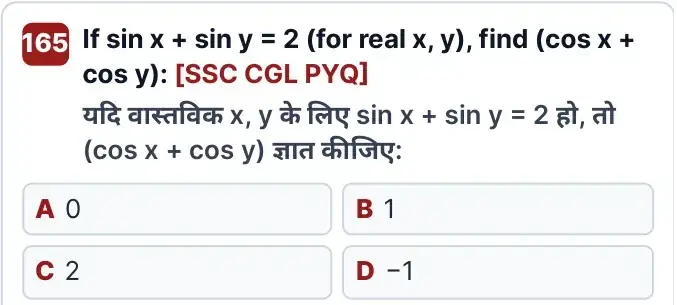 165 If sin x + sin y = 2 (for real x, y), find (cos x +
cos y): [SSC CGL PYQ]
यदि वास्तविक x, y के लिए sin x + sin y = 2 हो, तो
(cos x + cos y) ज्ञात कीजिए:
A 0
B 1
C 2
D −1